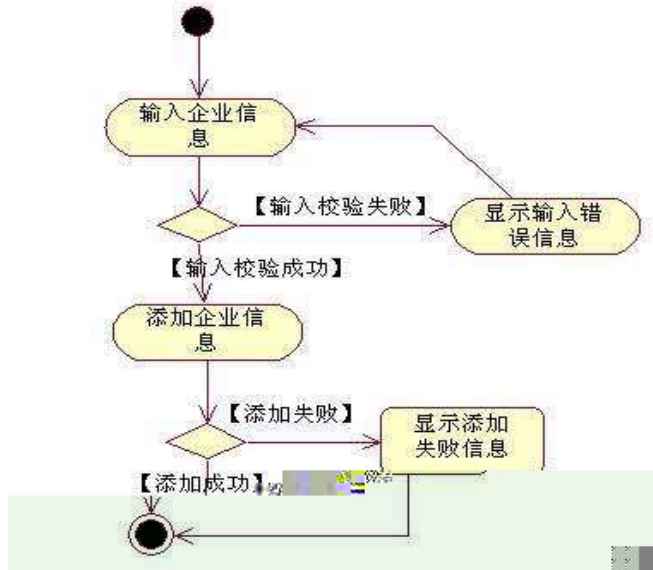 输入企业信
息
【输入校验失败】
显示输入错
误信息
【输入校验成功】
添加企业信
息
【添加失败】
显示添加
失败信息
【添加成功】